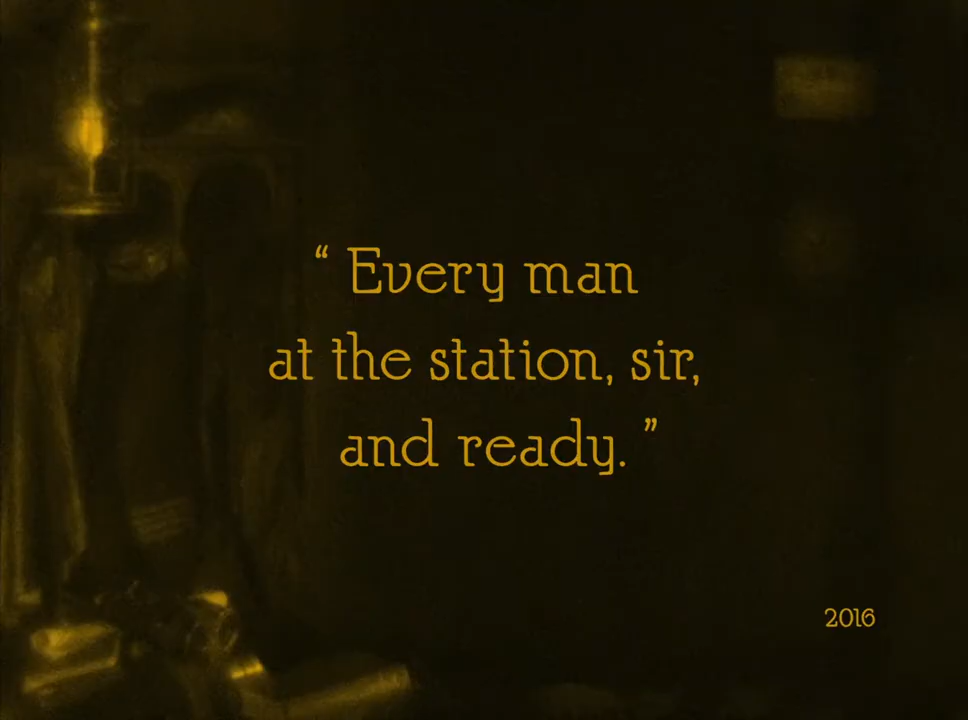 “ Every man
at the station, sir,
and ready. ”
2016